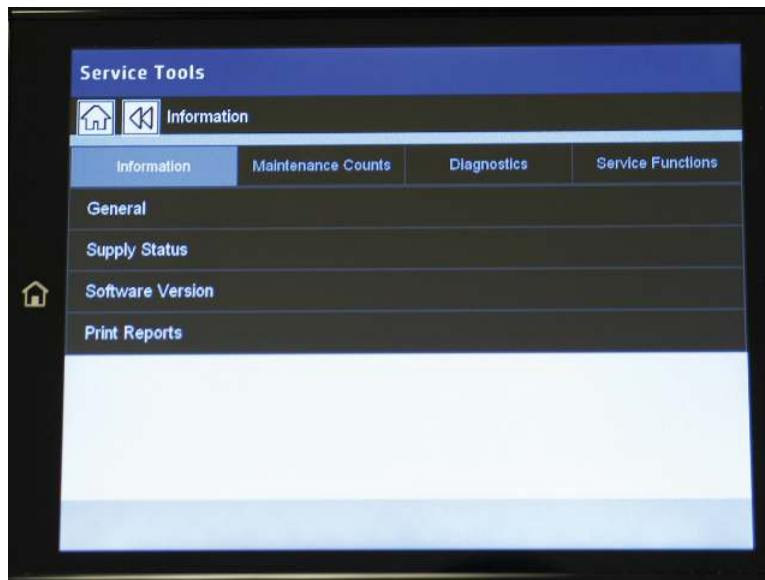 Service Tools
Information
Information Maintenance Counts Diagnostics Service Functions
General
Supply Status
Software Version
Print Reports